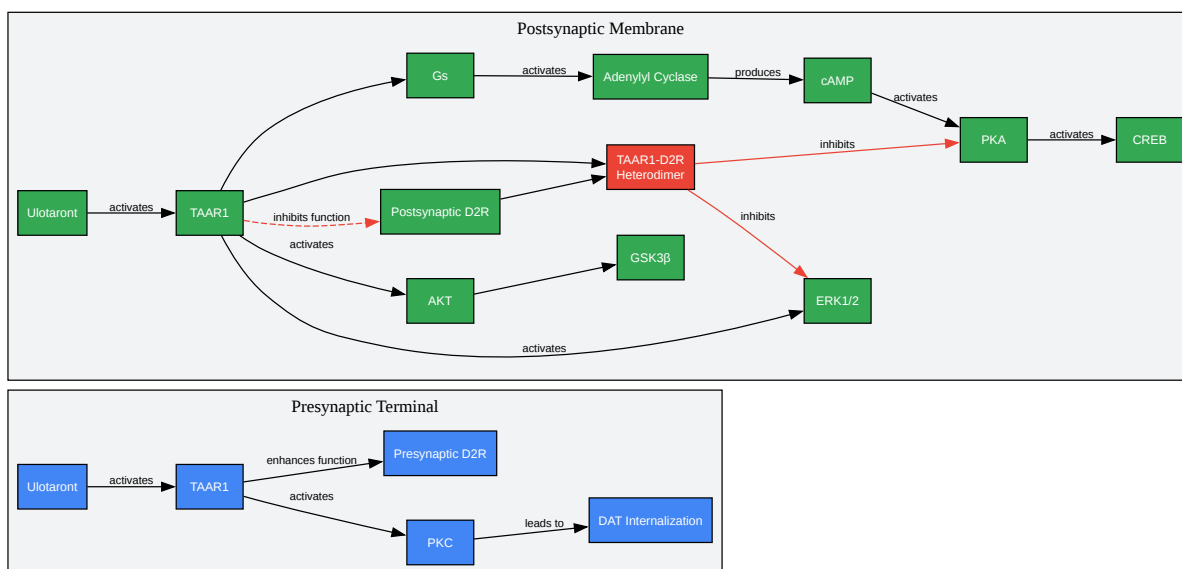 Postsynaptic Membrane
Gs
activates
Adenylyl Cyclase
produces
cAMP
activates
PKA
activates
CREB
TAAR1-D2R
Heterodimer
inhibits
Ulotaront
activates
TAAR1
inhibits function
Postsynaptic D2R
inhibits
activates
GSK3β
AKT
ERK1/2
activates
Presynaptic Terminal
Ulotaront
activates
TAAR1
enhances function
Presynaptic D2R
activates
PKC
leads to
DAT Internalization